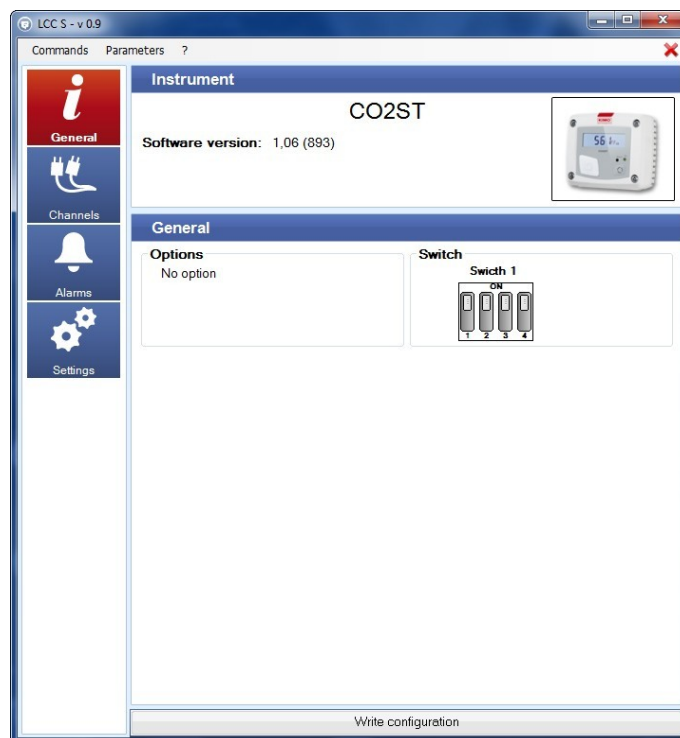 LCC S - v 0.9
Commands Parameters ?
General
Channels
Alarms
Settings
Instrument
CO2ST
Software version: 1,06 (893)
General
Options
No option
Switch
Swicth 1
ON
1 2 3 4
Write configuration